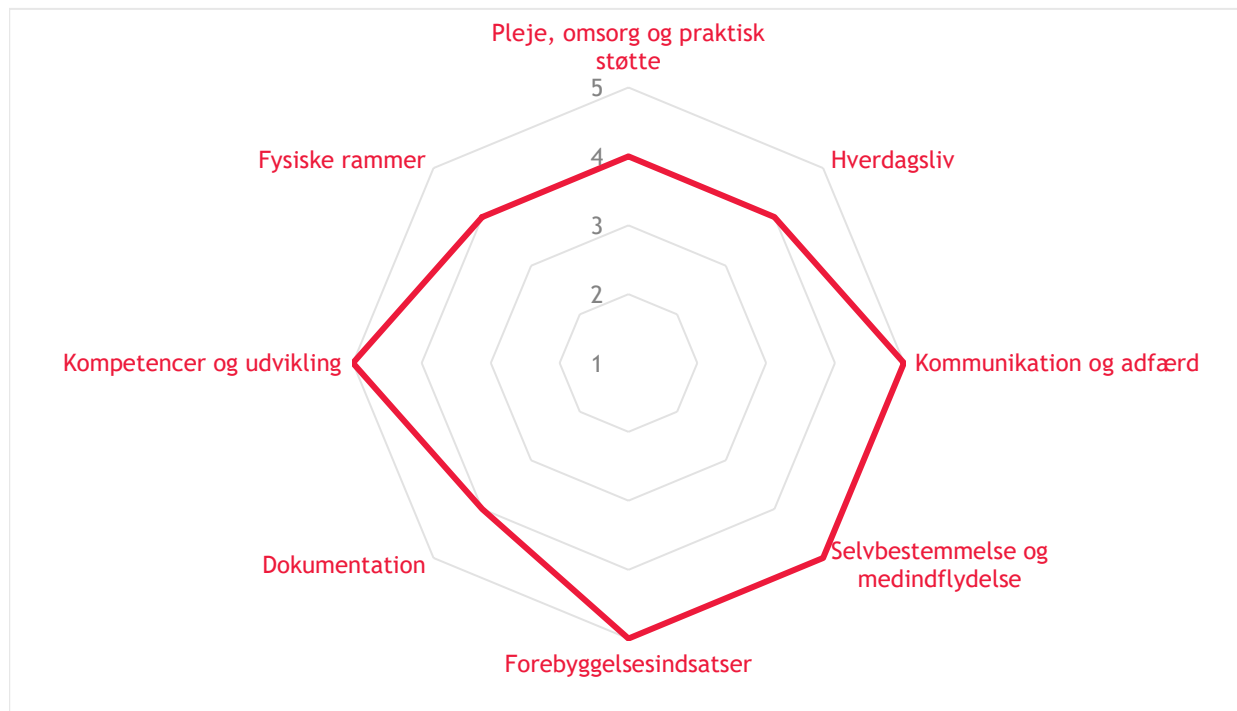 Pleje, omsorg og praktisk
støtte
5
Fysiske rammer
Hverdagsliv
4
3
2
Kompetencer og udvikling
1
Kommunikation og adfærd
Selvbestemmelse og
medindflydelse
Dokumentation
Forebyggelsesindsatser